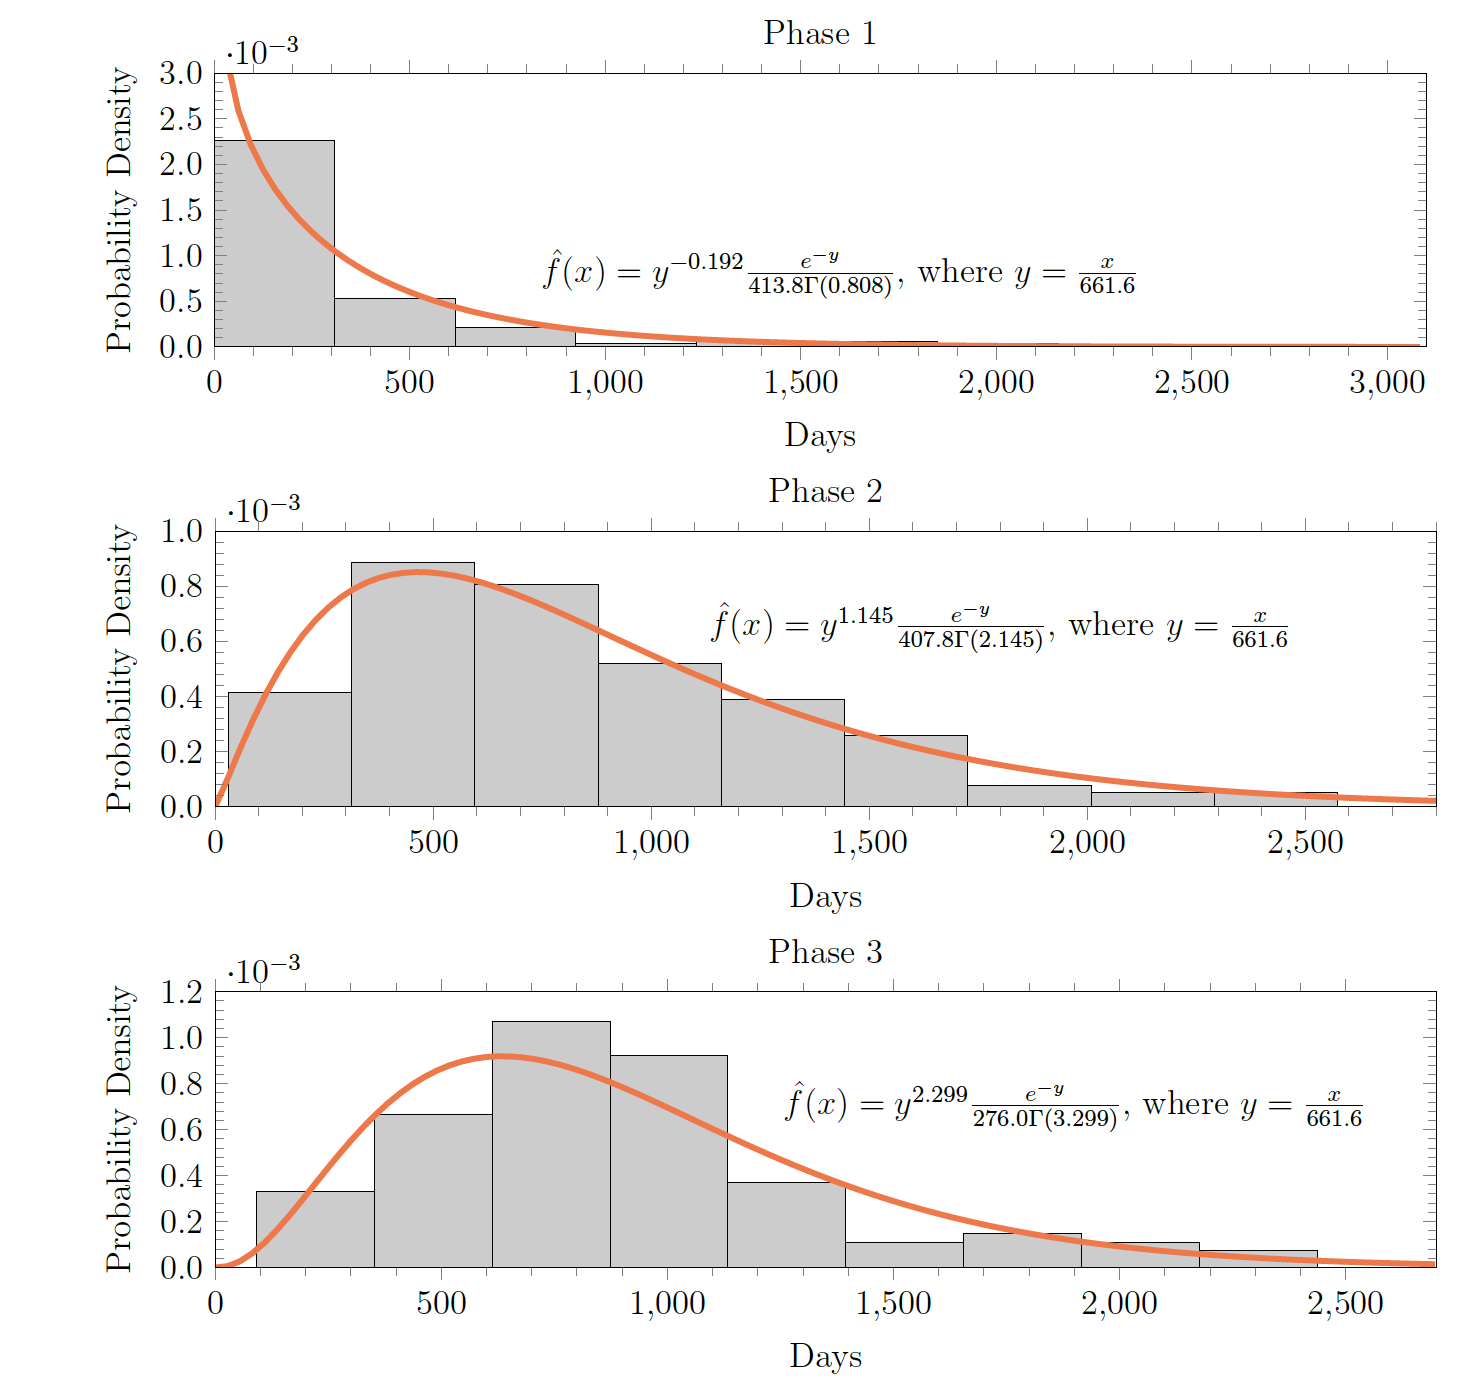 Phase 1
·10⁻³
Probability Density
3.0
2.5
2.0
1.5
1.0
0.5
0.0
f̂(x) = y^{-0.192} \frac{e^{-y}}{413.8Γ(0.808)}, where y = \frac{x}{661.6}
0 500 1,000 1,500 2,000 2,500 3,000
Days
Phase 2
·10⁻³
Probability Density
1.0
0.8
0.6
0.4
0.2
0.0
f̂(x) = y^{1.145} \frac{e^{-y}}{407.8Γ(2.145)}, where y = \frac{x}{661.6}
0 500 1,000 1,500 2,000 2,500
Days
Phase 3
·10⁻³
Probability Density
1.2
1.0
0.8
0.6
0.4
0.2
0.0
f̂(x) = y^{2.299} \frac{e^{-y}}{276.0Γ(3.299)}, where y = \frac{x}{661.6}
0 500 1,000 1,500 2,000 2,500
Days